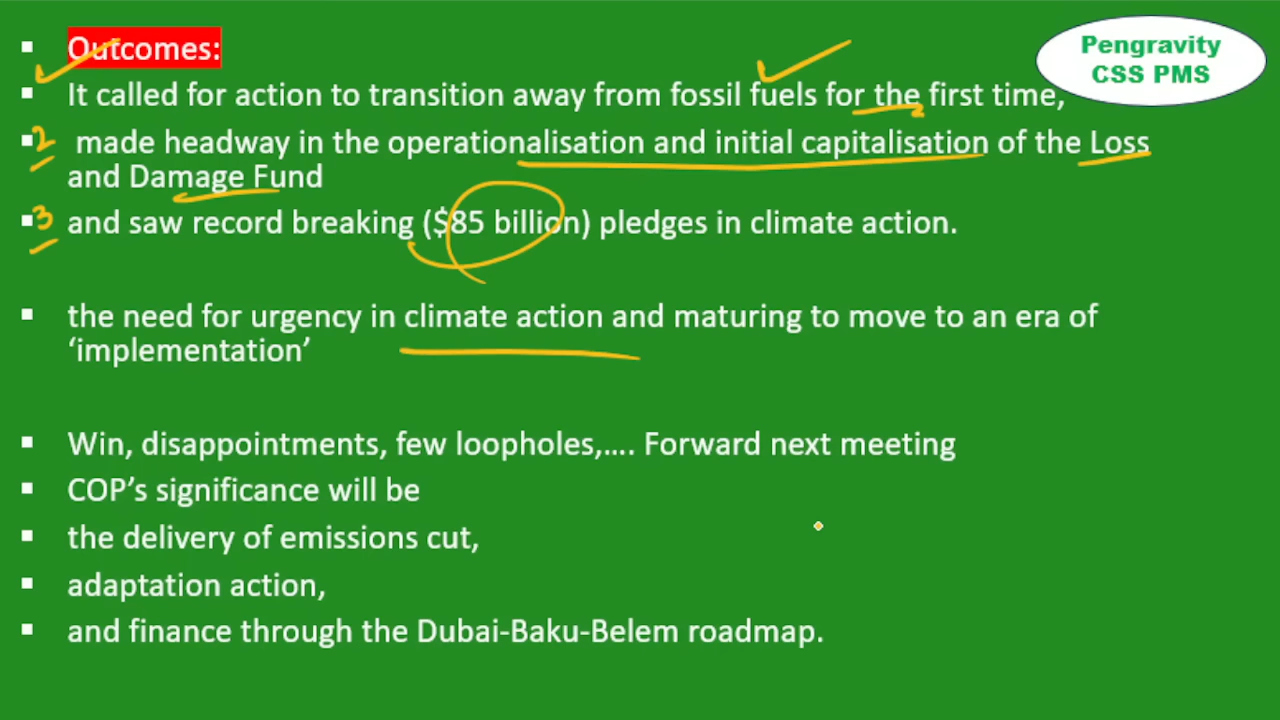 Pengravity
CSS PMS
Outcomes:
It called for action to transition away from fossil fuels for the first time,
2 made headway in the operationalisation and initial capitalisation of the Loss
and Damage Fund
3 and saw record breaking ($85 billion) pledges in climate action.
the need for urgency in climate action and maturing to move to an era of
‘implementation’
Win, disappointments, few loopholes,.... Forward next meeting
COP’s significance will be
the delivery of emissions cut,
adaptation action,
and finance through the Dubai-Baku-Belem roadmap.